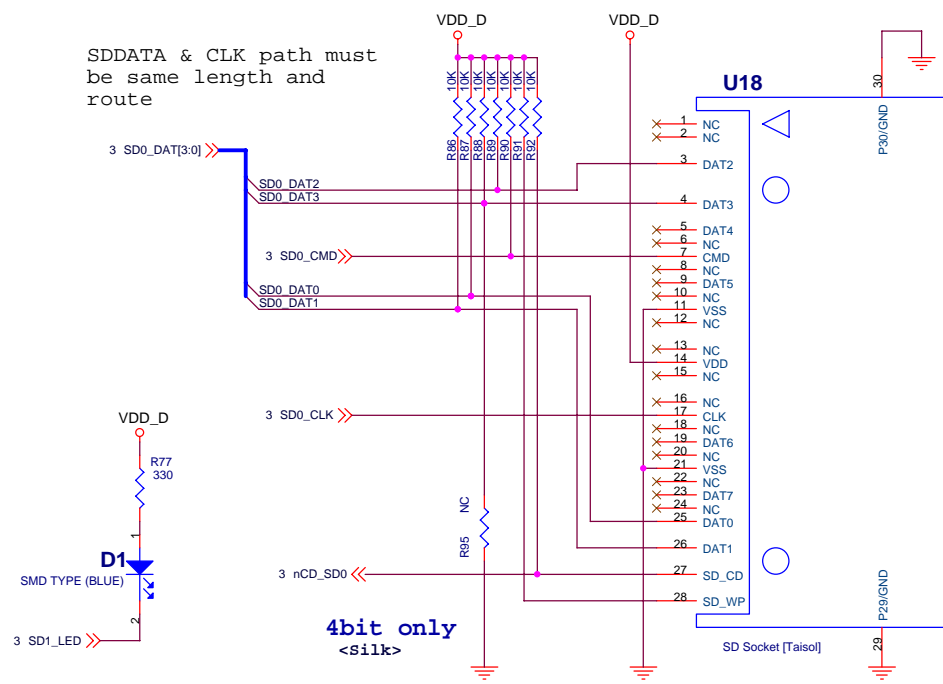 SDDATA & CLK path must
be same length and
route
VDD_D
VDD_D
10K
10K
10K
10K
10K
10K
10K
R86
R87
R88
R89
R90
R91
R92
U18
30
P30/GND
3 SD0_DAT[3:0]
SD0_DAT2
SD0_DAT3
3 SD0_CMD
SD0_DAT0
SD0_DAT1
3 SD0_CLK
1 NC
2 NC
3 DAT2
4 DAT3
5 DAT4
6 NC
7 CMD
8 NC
9 DAT5
10 NC
11 VSS
12 NC
13 NC
14 VDD
15 NC
16 NC
17 CLK
18 NC
19 DAT6
20 NC
21 VSS
22 NC
23 DAT7
24 NC
25 DAT0
26 DAT1
27 SD_CD
28 SD_WP
VDD_D
R77
330
1
D1
SMD TYPE (BLUE)
2
3 SD1_LED
NC
R95
3 nCD_SD0
4bit only
<Silk>
P29/GND
29
SD Socket [Taisol]